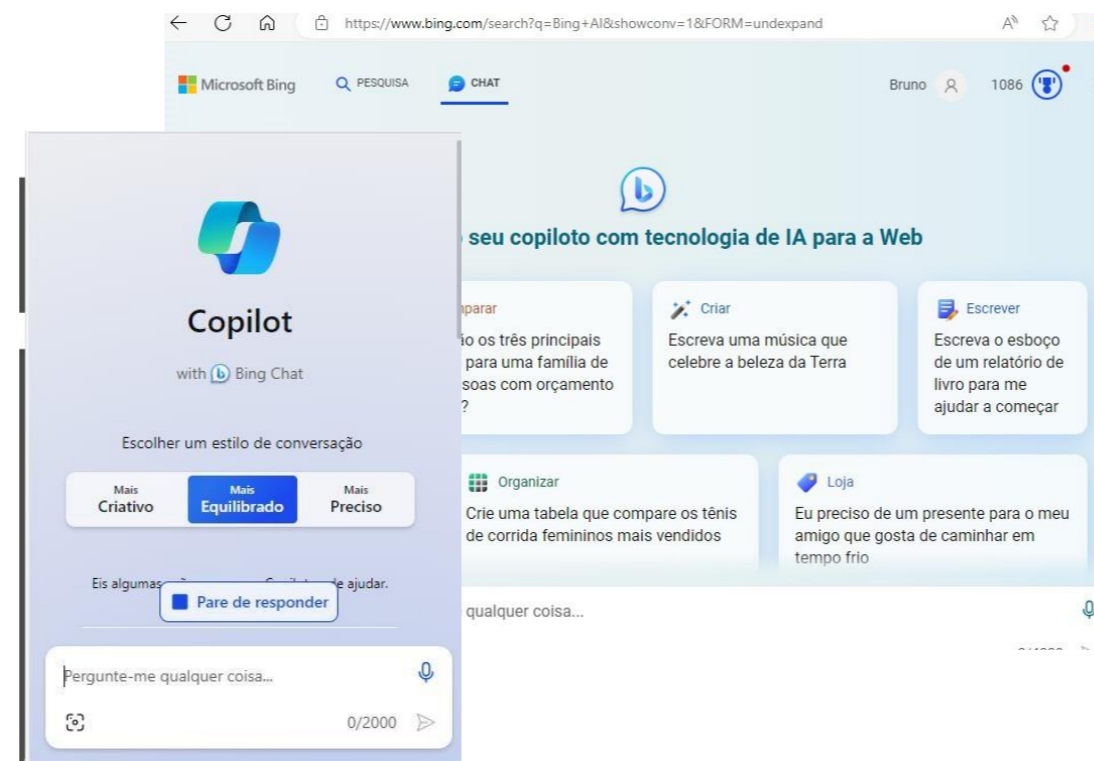 https://www.bing.com/search?q=Bing+AI&showconv=1&FORM=undexpand
Microsoft Bing
PESQUISA
CHAT
Bruno
1086
seu copiloto com tecnologia de IA para a Web
os três principais
para uma família de
com orçamento
?
Criar
Escreva uma música que
celebre a beleza da Terra
Escrever
Escreva o esboço
de um relatório de
livro para me
ajudar a começar
Organizar
Crie uma tabela que compare os tênis
de corrida femininos mais vendidos
Loja
Eu preciso de um presente para o meu
amigo que gosta de caminhar em
tempo frio
qualquer coisa...
Copilot
with Bing Chat
Escolher um estilo de conversação
Mais
Criativo
Mais
Equilibrado
Mais
Preciso
Eis algumas ajudar.
Pare de responder
Pergunte-me qualquer coisa...
0/2000